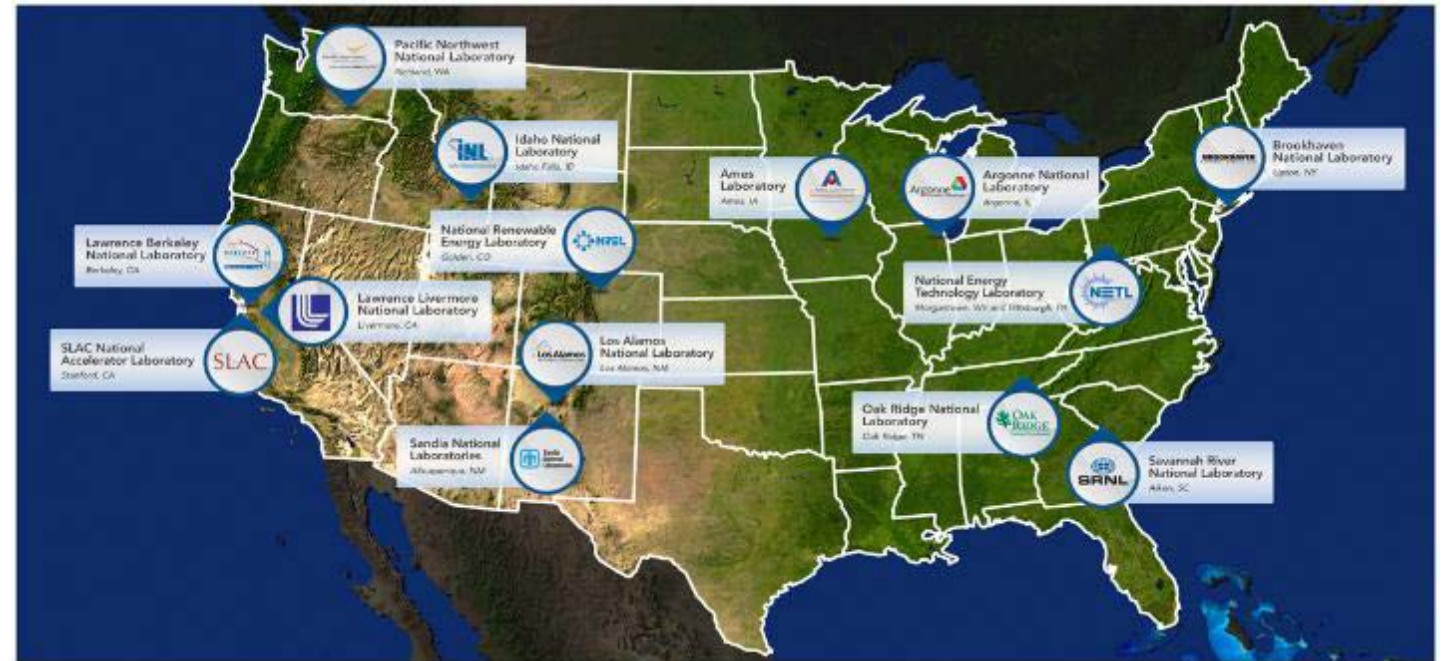 Pacific Northwest
National Laboratory
Richland, WA
Idaho National
Laboratory
Idaho Falls, ID
INL
Ames
Laboratory
Ames, IA
Argonne
Argonne National
Laboratory
Argonne, IL
BROOKHAVEN
Brookhaven
National Laboratory
Upton, NY
National Renewable
Energy Laboratory
Golden, CO
NREL
Lawrence Berkeley
National Laboratory
Berkeley, CA
Lawrence Livermore
National Laboratory
Livermore, CA
National Energy
Technology Laboratory
Morgantown, WV and Pittsburgh, PA
NETL
SLAC National
Accelerator Laboratory
Stanford, CA
SLAC
Los Alamos
Los Alamos
National Laboratory
Los Alamos, NM
Oak Ridge National
Laboratory
Oak Ridge, TN
OAK
RIDGE
Sandia National
Laboratories
Albuquerque, NM
Sandia
National
Laboratories
SRNL
Savannah River
National Laboratory
Aiken, SC